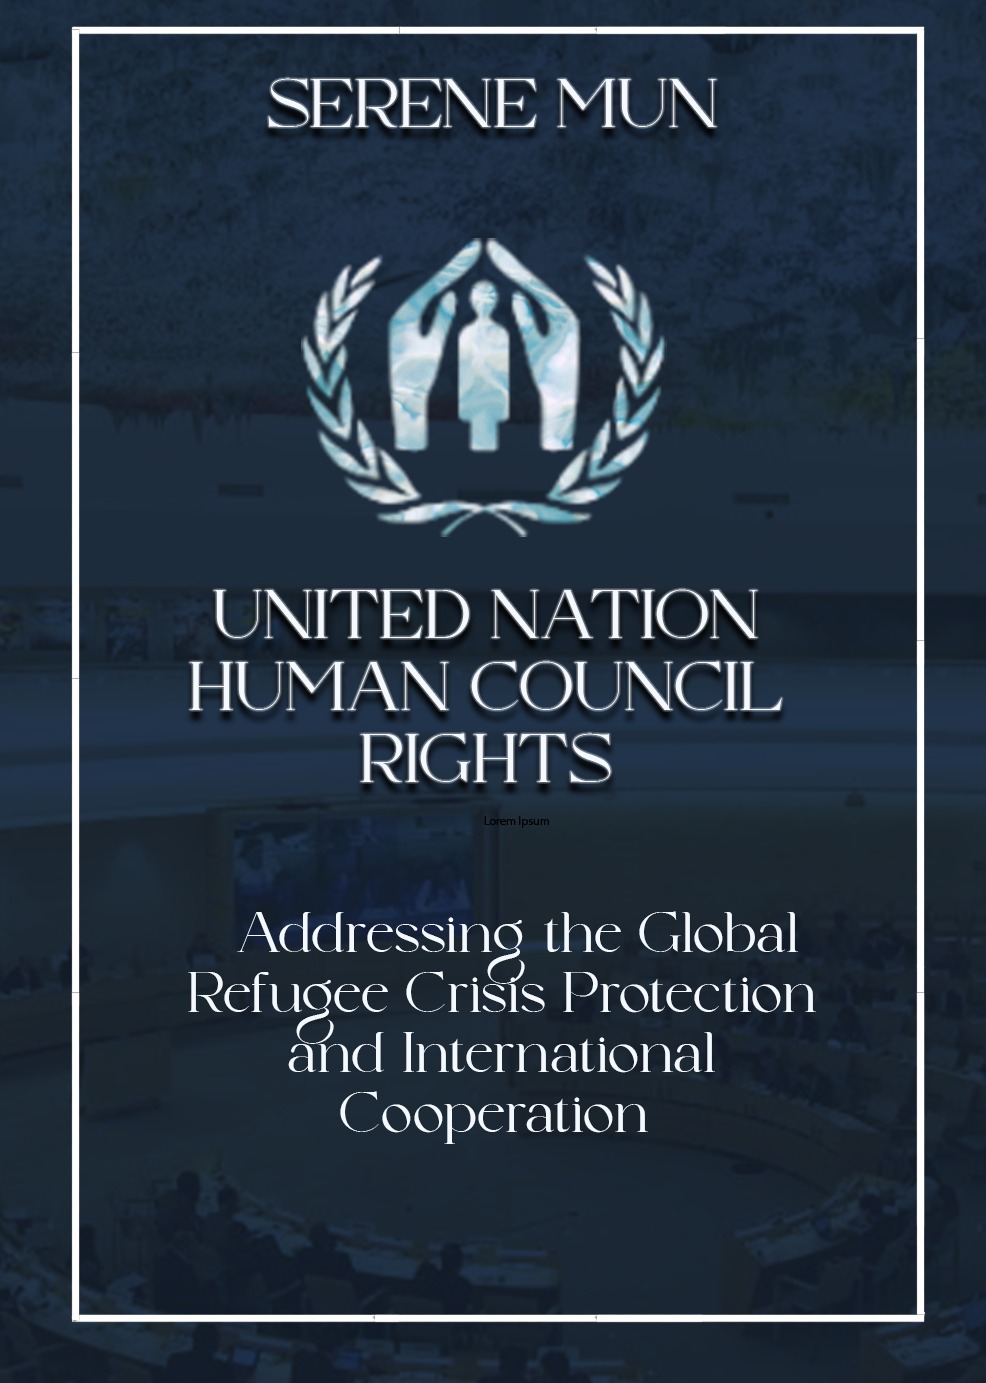 SERENE MUN
UNITED NATION
HUMAN COUNCIL
RIGHTS
Lorem Ipsum
Addressing the Global
Refugee Crisis Protection
and International
Cooperation